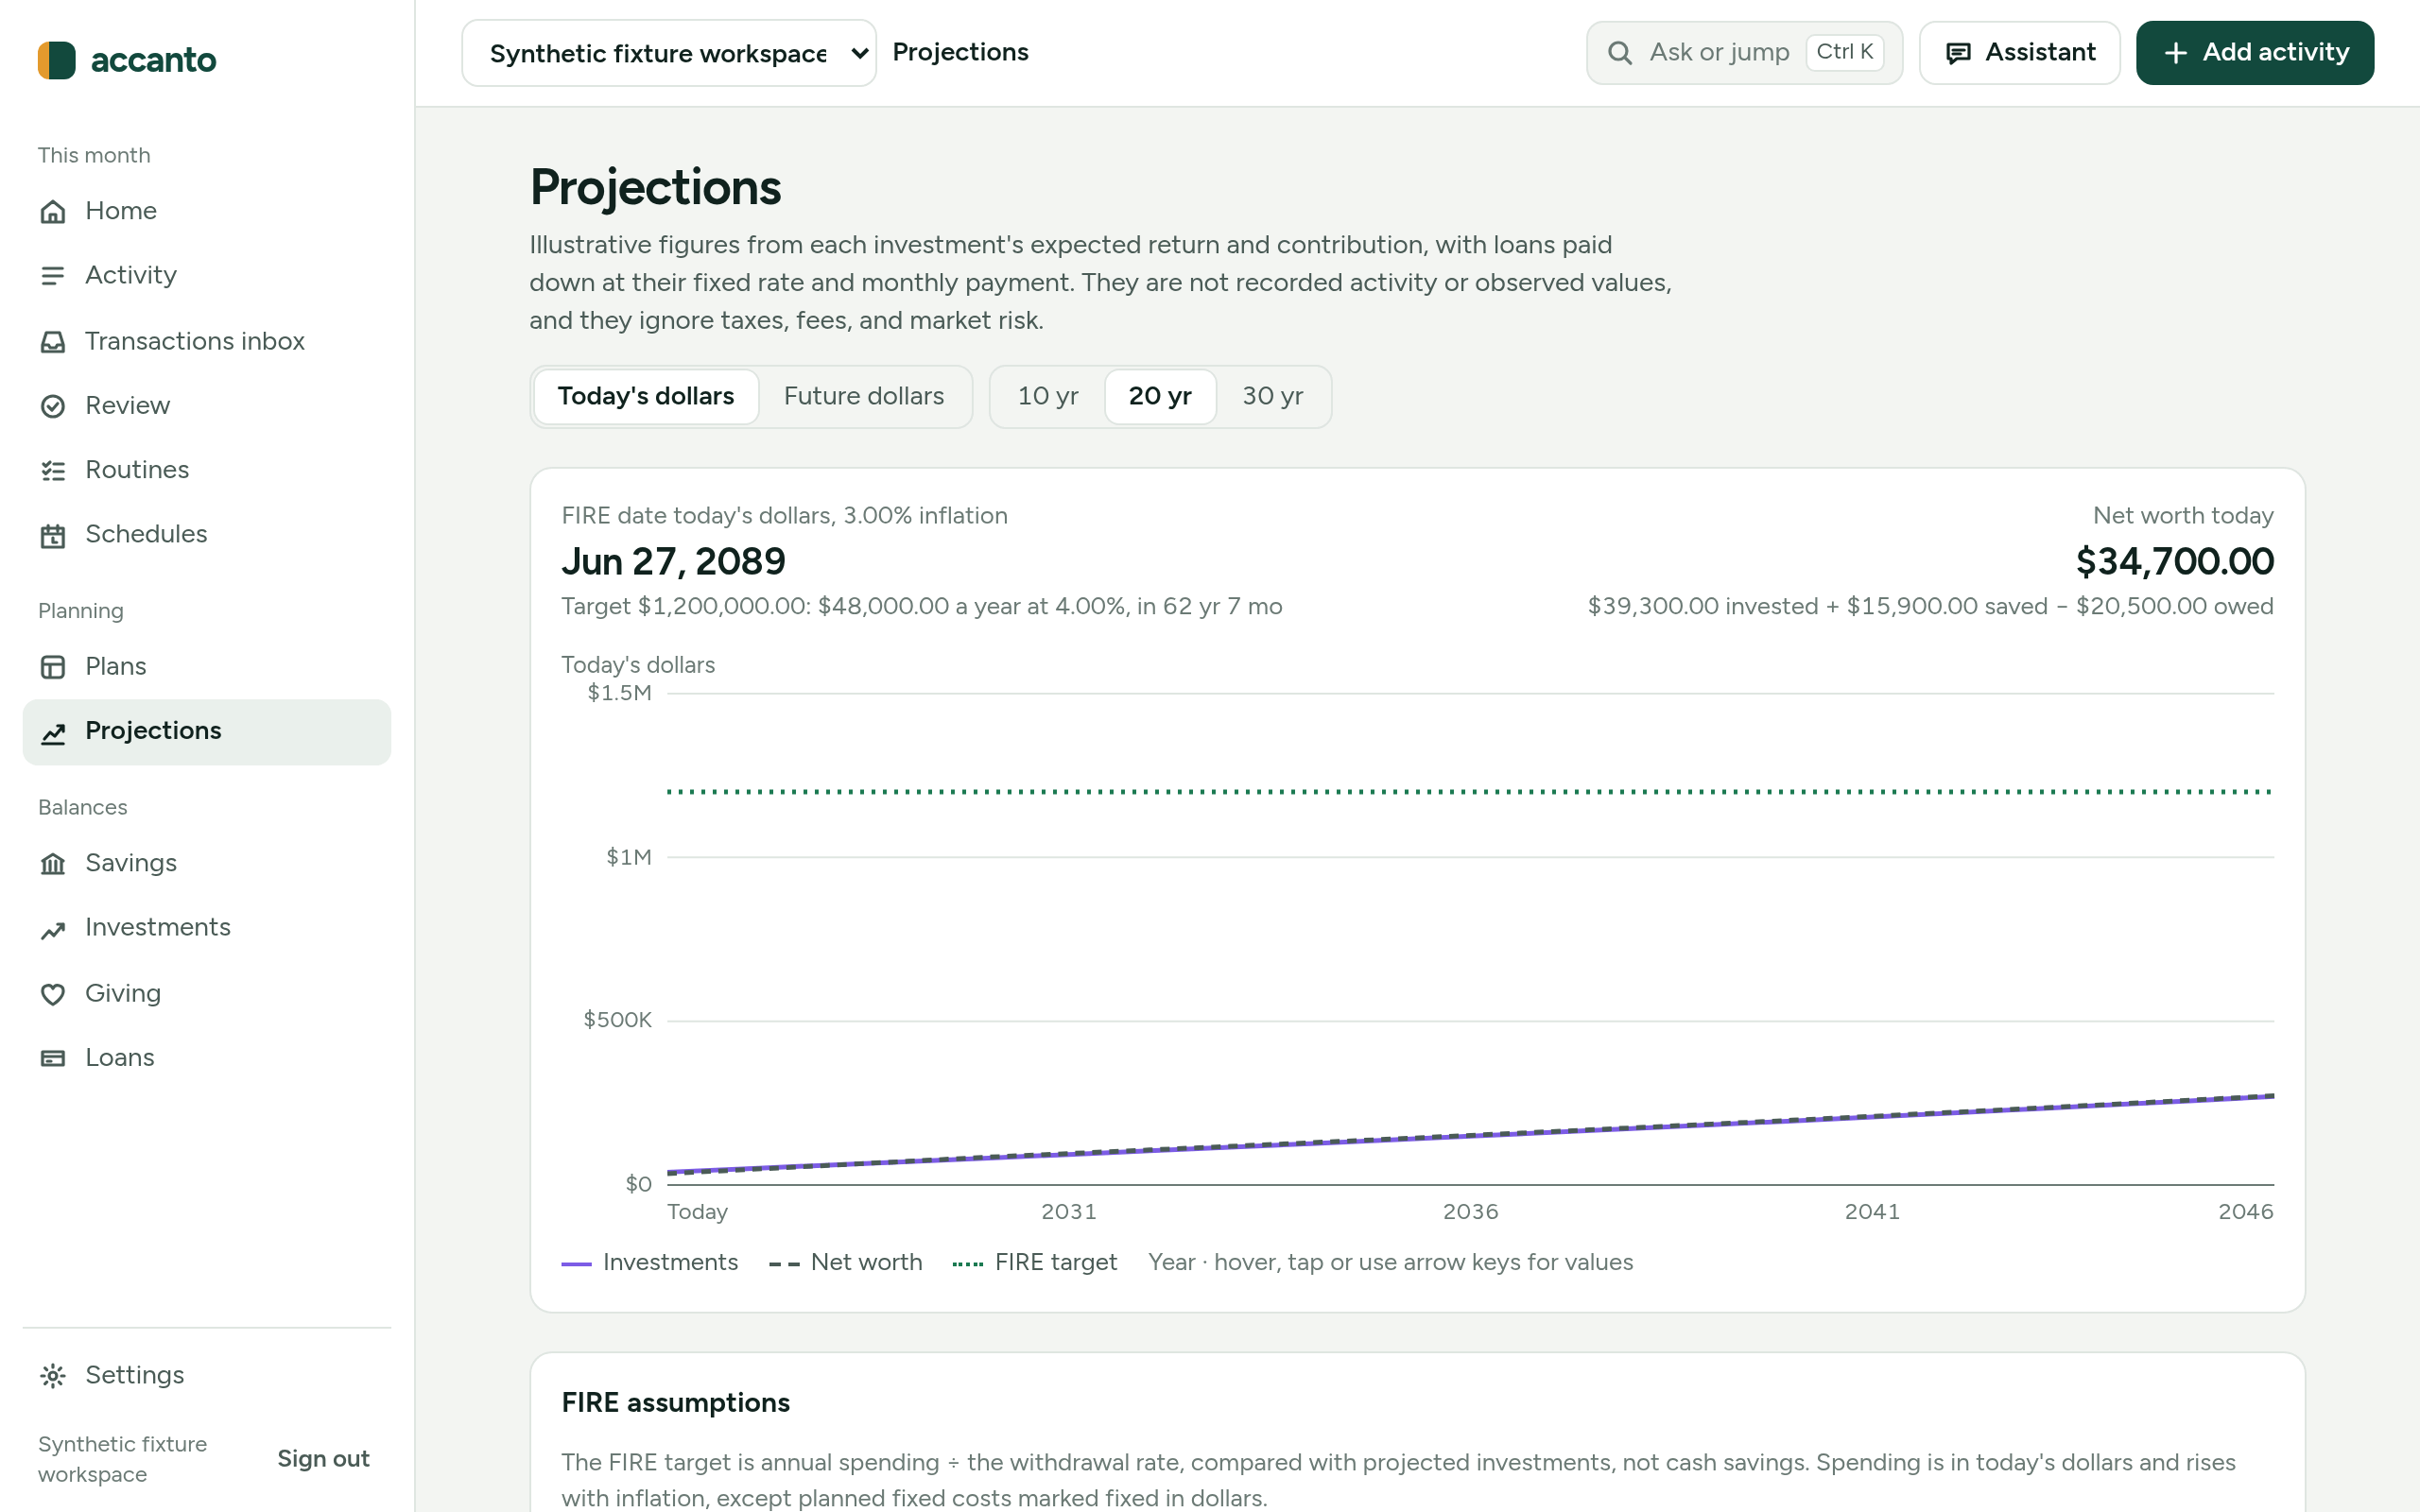 accanto
This month
Home
Activity
Transactions inbox
Review
Routines
Schedules
Planning
Plans
Projections
Balances
Savings
Investments
Giving
Loans
Settings
Synthetic fixture
workspace
Sign out
Synthetic fixture workspace
Projections
Ask or jump
Ctrl K
Assistant
Add activity
Projections
Illustrative figures from each investment's expected return and contribution, with loans paid
down at their fixed rate and monthly payment. They are not recorded activity or observed values,
and they ignore taxes, fees, and market risk.
Today's dollars
Future dollars
10 yr
20 yr
30 yr
FIRE date today's dollars, 3.00% inflation
Jun 27, 2089
Target $1,200,000.00: $48,000.00 a year at 4.00%, in 62 yr 7 mo
Net worth today
$34,700.00
$39,300.00 invested + $15,900.00 saved − $20,500.00 owed
Today's dollars
$1.5M
$1M
$500K
$0
Today
2031
2036
2041
2046
Investments
Net worth
FIRE target
Year · hover, tap or use arrow keys for values
FIRE assumptions
The FIRE target is annual spending ÷ the withdrawal rate, compared with projected investments, not cash savings. Spending is in today's dollars and rises
with inflation, except planned fixed costs marked fixed in dollars.